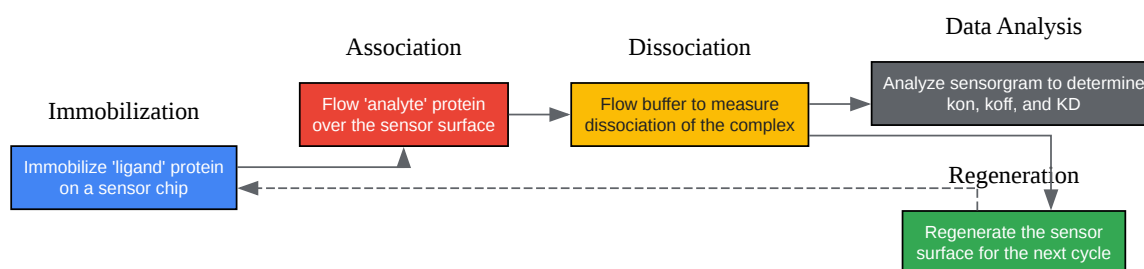 Immobilization
Immobilize 'ligand' protein
on a sensor chip
Association
Flow 'analyte' protein
over the sensor surface
Dissociation
Flow buffer to measure
dissociation of the complex
Data Analysis
Analyze sensorgram to determine
kon, koff, and KD
Regeneration
Regenerate the sensor
surface for the next cycle